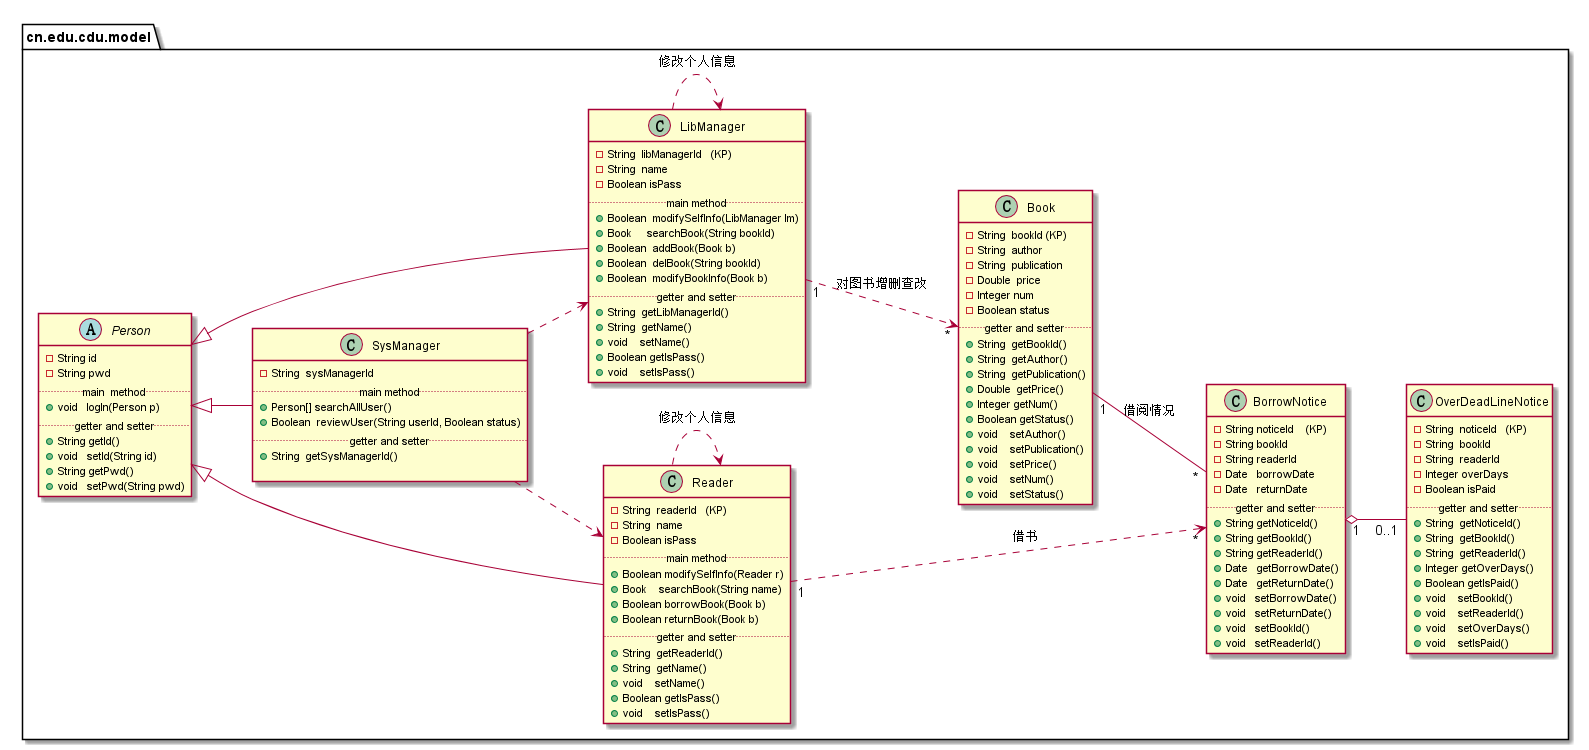 cn.edu.cdu.model
修改个人信息
LibManager
String libManagerId (KP)
String name
Boolean isPass
main method
Boolean modifySelfInfo(LibManager lm)
Book searchBook(String bookId)
Boolean addBook(Book b)
Boolean delBook(String bookId)
Boolean modifyBookInfo(Book b)
getter and setter
String getLibManagerId()
String getName()
void setName()
Boolean getIsPass()
void setIsPass()
1
对图书增删查改
*
Person
String id
String pwd
main method
void logIn(Person p)
getter and setter
String getId()
void setId(String id)
String getPwd()
void setPwd(String pwd)
SysManager
String sysManagerId
main method
Person[] searchAllUser()
Boolean reviewUser(String userId, Boolean status)
getter and setter
String getSysManagerId()
修改个人信息
Reader
String readerId (KP)
String name
Boolean isPass
main method
Boolean modifySelfInfo(Reader r)
Book searchBook(String name)
Boolean borrowBook(Book b)
Boolean returnBook(Book b)
getter and setter
String getReaderId()
String getName()
void setName()
Boolean getIsPass()
void setIsPass()
1
借书
*
Book
String bookId (KP)
String author
String publication
Double price
Integer num
Boolean status
getter and setter
String getBookId()
String getAuthor()
String getPublication()
Double getPrice()
Integer getNum()
Boolean getStatus()
void setAuthor()
void setPublication()
void setPrice()
void setNum()
void setStatus()
1
借阅情况
*
BorrowNotice
String noticeId (KP)
String bookId
String readerId
Date borrowDate
Date returnDate
getter and setter
String getNoticeId()
String getBookId()
String getReaderId()
Date getBorrowDate()
Date getReturnDate()
void setBorrowDate()
void setReturnDate()
void setBookId()
void setReaderId()
1
0..1
OverDeadLineNotice
String noticeId (KP)
String bookId
String readerId
Integer overDays
Boolean isPaid
getter and setter
String getNoticeId()
String getBookId()
String getReaderId()
Integer getOverDays()
Boolean getIsPaid()
void setBookId()
void setReaderId()
void setOverDays()
void setIsPaid()